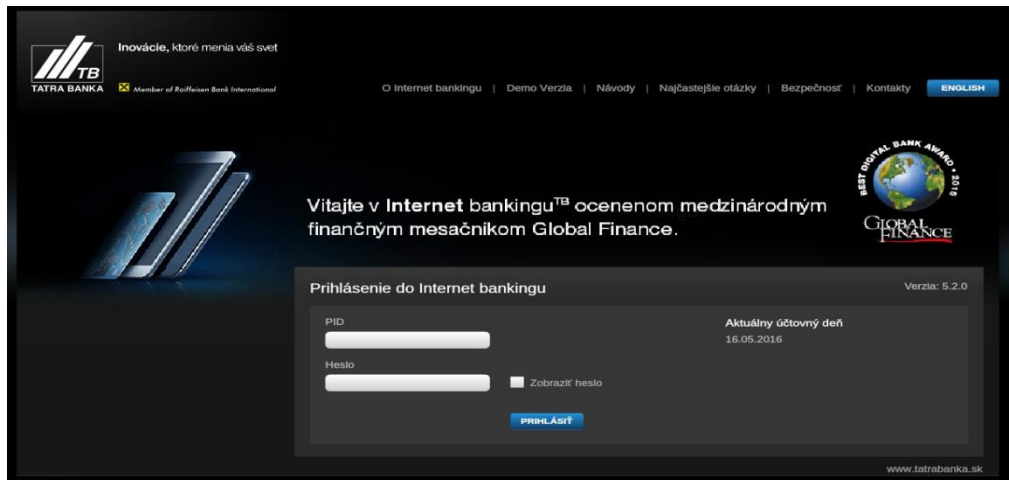 Inovácie, ktoré menia váš svet
TB
TATRA BANKA
Member of Raiffeisen Bank International
O Internet bankingu | Demo Verzia | Návody | Najčastejšie otázky | Bezpečnosť | Kontakty ENGLISH
BEST DIGITAL BANK AWARD • 2015
Vitajte v Internet bankinguTB ocenenom medzinárodným
finančným mesačníkom Global Finance.
GLOBAL
FINANCE
Prihlásenie do Internet bankingu Verzia: 5.2.0
PID
Aktuálny účtovný deň
16.05.2016
Heslo
Zobraziť heslo
PRIHLÁSIŤ
www.tatrabanka.sk